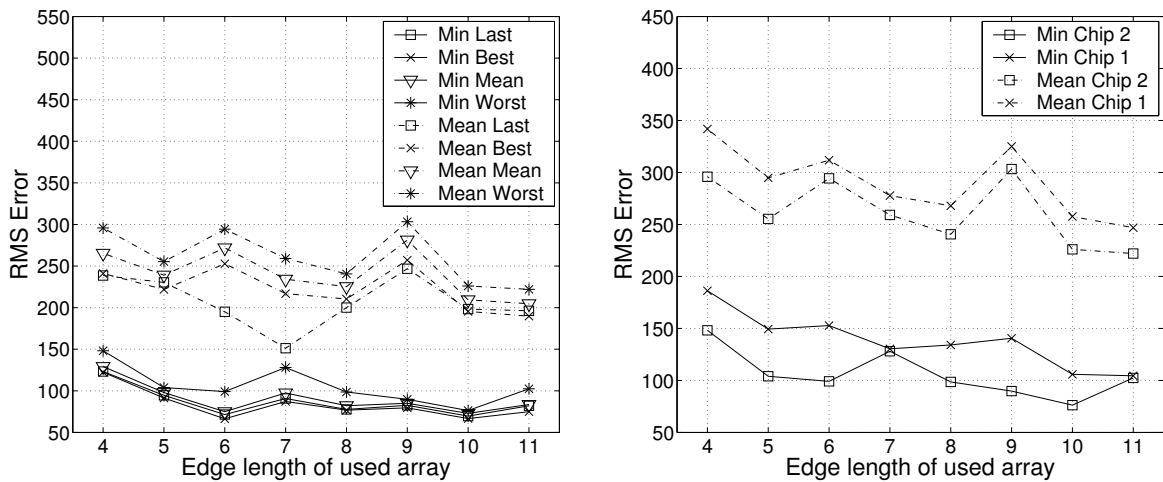 550
500
450
400
350
300
250
200
150
100
50
RMS Error
4 5 6 7 8 9 10 11
Edge length of used array
Min Last
Min Best
Min Mean
Min Worst
Mean Last
Mean Best
Mean Mean
Mean Worst
450
400
350
300
250
200
150
100
50
RMS Error
4 5 6 7 8 9 10 11
Edge length of used array
Min Chip 2
Min Chip 1
Mean Chip 2
Mean Chip 1